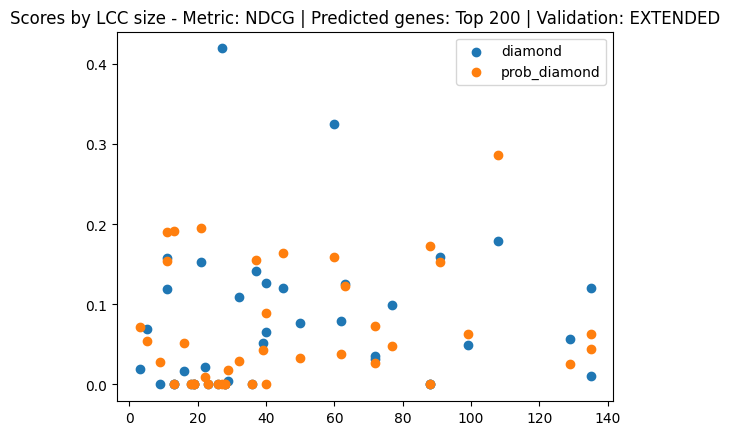 Scores by LCC size - Metric: NDCG | Predicted genes: Top 200 | Validation: EXTENDED
diamond
prob_diamond
0.4
0.3
0.2
0.1
0.0
0 20 40 60 80 100 120 140